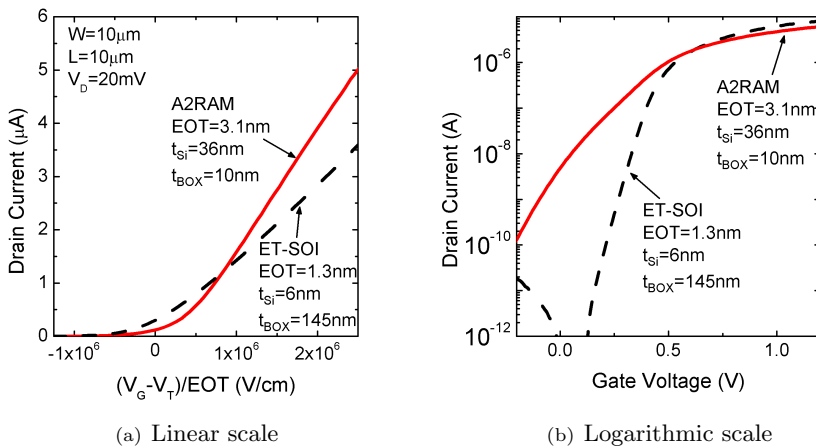 6
5
4
3
2
1
0
Drain Current (μA)
W=10μm
L=10μm
V_D=20mV
A2RAM
EOT=3.1nm
t_Si=36nm
t_BOX=10nm
ET-SOI
EOT=1.3nm
t_Si=6nm
t_BOX=145nm
-1x10^6 0 1x10^6 2x10^6
(V_G-V_T)/EOT (V/cm)
(a) Linear scale
10^-6
10^-8
10^-10
10^-12
Drain Current (A)
A2RAM
EOT=3.1nm
t_Si=36nm
t_BOX=10nm
ET-SOI
EOT=1.3nm
t_Si=6nm
t_BOX=145nm
0.0 0.5 1.0
Gate Voltage (V)
(b) Logarithmic scale